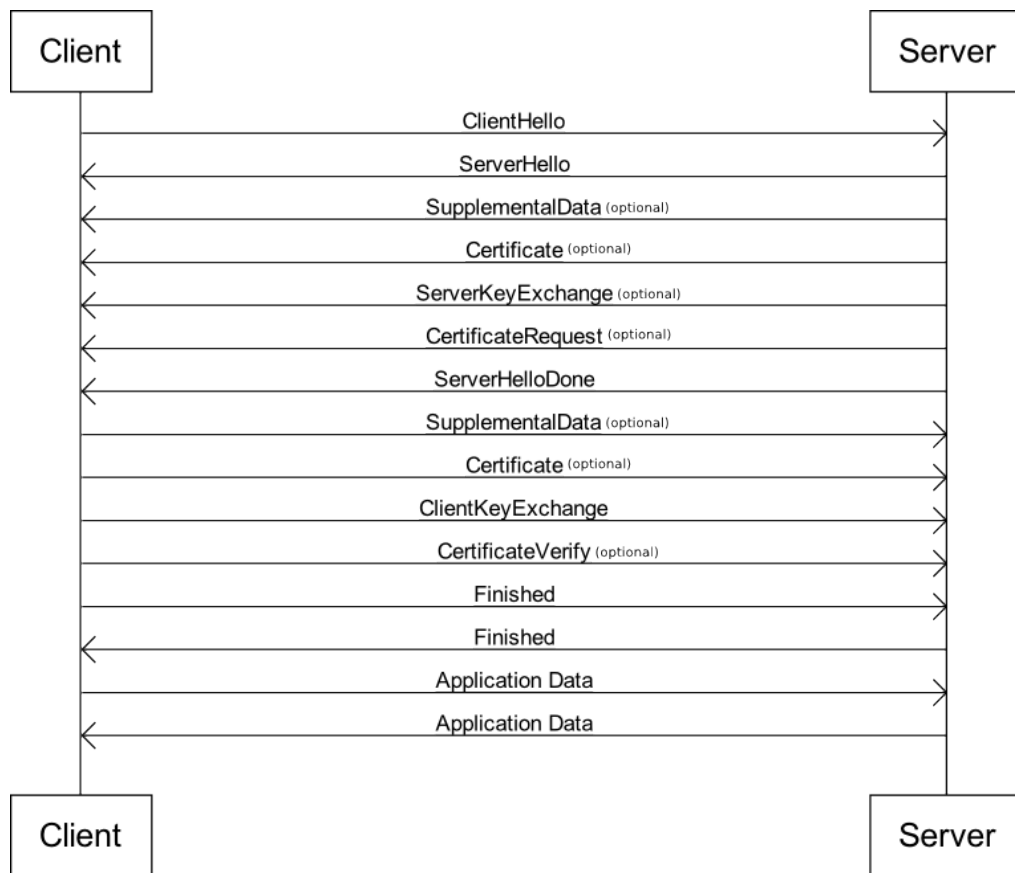 Client Server
ClientHello
ServerHello
SupplementalData (optional)
Certificate (optional)
ServerKeyExchange (optional)
CertificateRequest (optional)
ServerHelloDone
SupplementalData (optional)
Certificate (optional)
ClientKeyExchange
CertificateVerify (optional)
Finished
Finished
Application Data
Application Data
Client Server